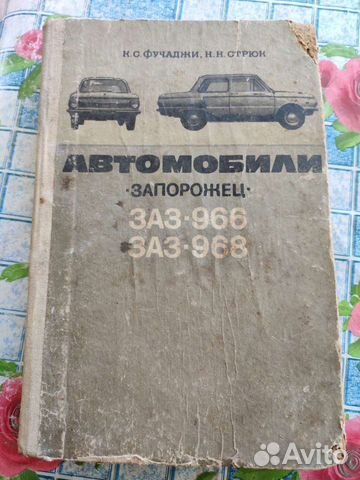 К.С.ФУЧАДЖИ, Н.Н.СТРЮК
АВТОМОБИЛИ
·ЗАПОРОЖЕЦ·
ЗАЗ-966
ЗАЗ-968
Avito